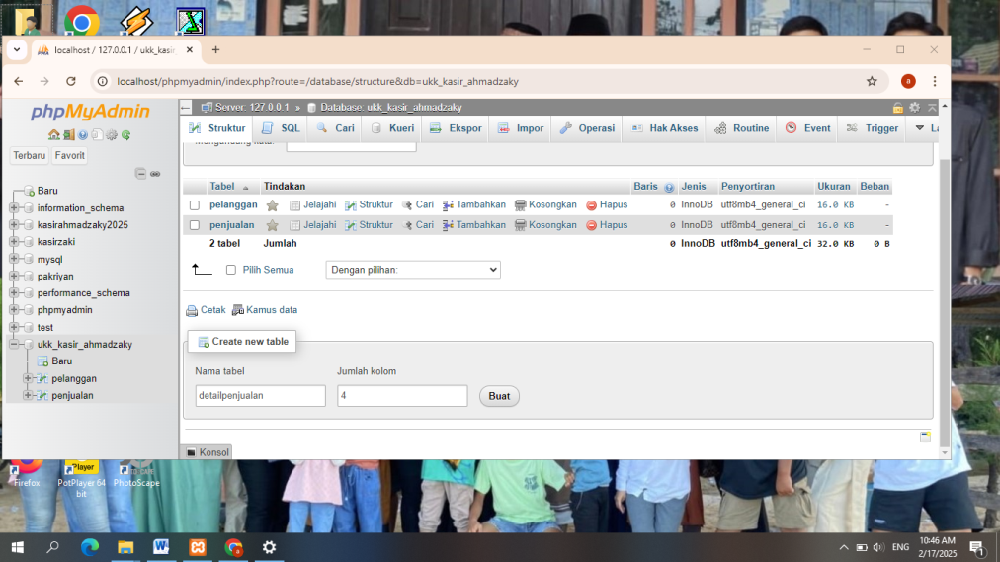 localhost / 127.0.0.1 / ukk_kasir
localhost/phpmyadmin/index.php?route=/database/structure&db=ukk_kasir_ahmadzaky
a
phpMyAdmin
Terbaru Favorit
Baru
information_schema
kasirahmadzaky2025
kasirzaki
mysql
pakriyan
performance_schema
phpmyadmin
test
ukk_kasir_ahmadzaky
Baru
pelanggan
penjualan
Server: 127.0.0.1 » Database: ukk_kasir_ahmadzaky
Struktur SQL Cari Kueri Ekspor Impor Operasi Hak Akses Routine Event Trigger
Tabel Tindakan Baris Jenis Penyortiran Ukuran Beban
pelanggan Jelajahi Struktur Cari Tambahkan Kosongkan Hapus 0 InnoDB utf8mb4_general_ci 16.0 KB -
penjualan Jelajahi Struktur Cari Tambahkan Kosongkan Hapus 0 InnoDB utf8mb4_general_ci 16.0 KB -
2 tabel Jumlah 0 InnoDB utf8mb4_general_ci 32.0 KB 0 B
Pilih Semua Dengan pilihan:
Cetak Kamus data
Create new table
Nama tabel Jumlah kolom
detailpenjualan 4 Buat
Konsol
Player
Firefox PotPlayer 64 bit PhotoScape
ENG
10:46 AM
2/17/2025
1